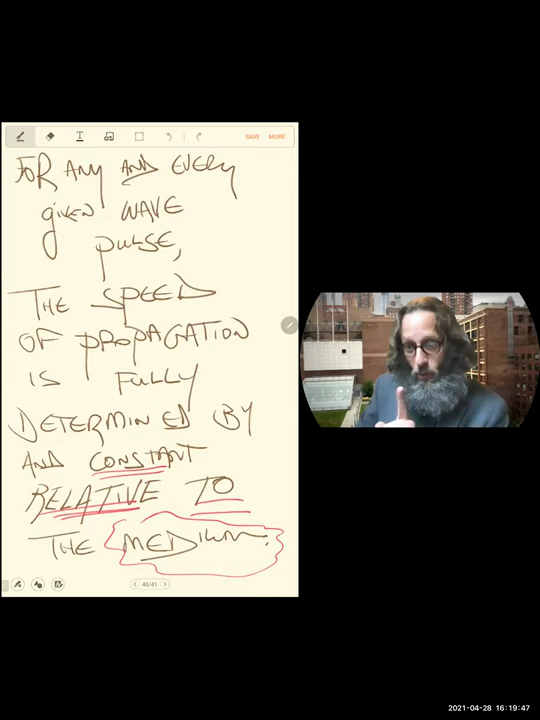 T
SAVE MORE
FOR ANY AND EVERY
given WAVE
pulse,
THE SPEED
OF PROPAGATION
IS FULLY
DETERMINED BY
AND CONSTANT
RELATIVE TO
THE MEDIUM.
40/41
2021-04-28 16:19:47